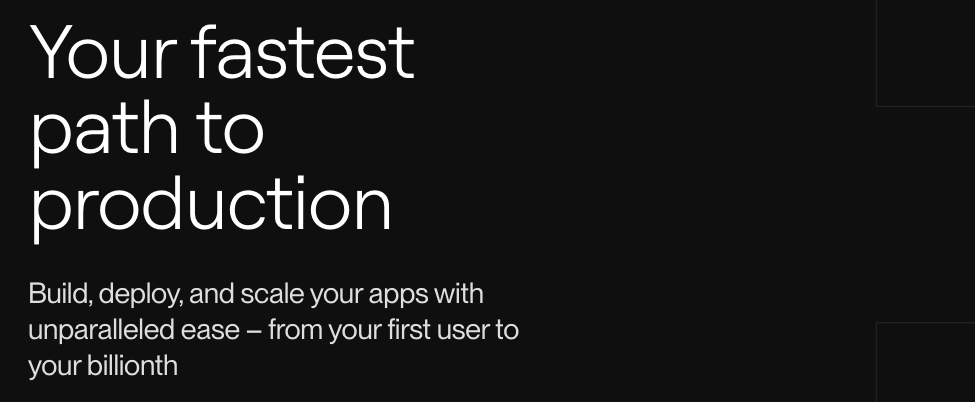 Your fastest
path to
production
Build, deploy, and scale your apps with
unparalleled ease – from your first user to
your billionth